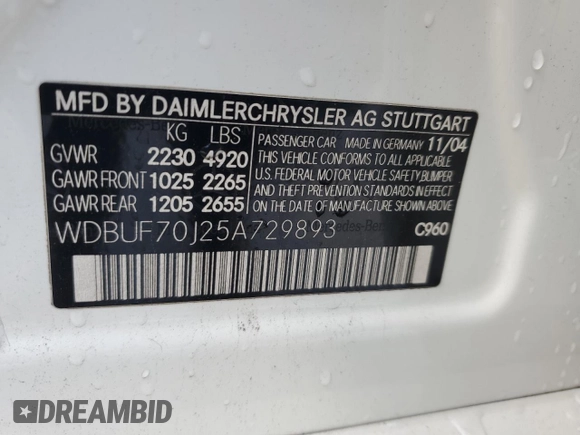 MFD BY DAIMLERCHRYSLER AG STUTTGART
KG LBS
GVWR 2230 4920
GAWR FRONT 1025 2265
GAWR REAR 1205 2655
PASSENGER CAR MADE IN GERMANY 11/04
THIS VEHICLE CONFORMS TO ALL APPLICABLE
U.S. FEDERAL MOTOR VEHICLE SAFETY, BUMPER
AND THEFT PREVENTION STANDARDS IN EFFECT
ON THE DATE OF MANUFACTURE SHOWN ABOVE.
WDBUF70J25A729893
C960
DREAMBID